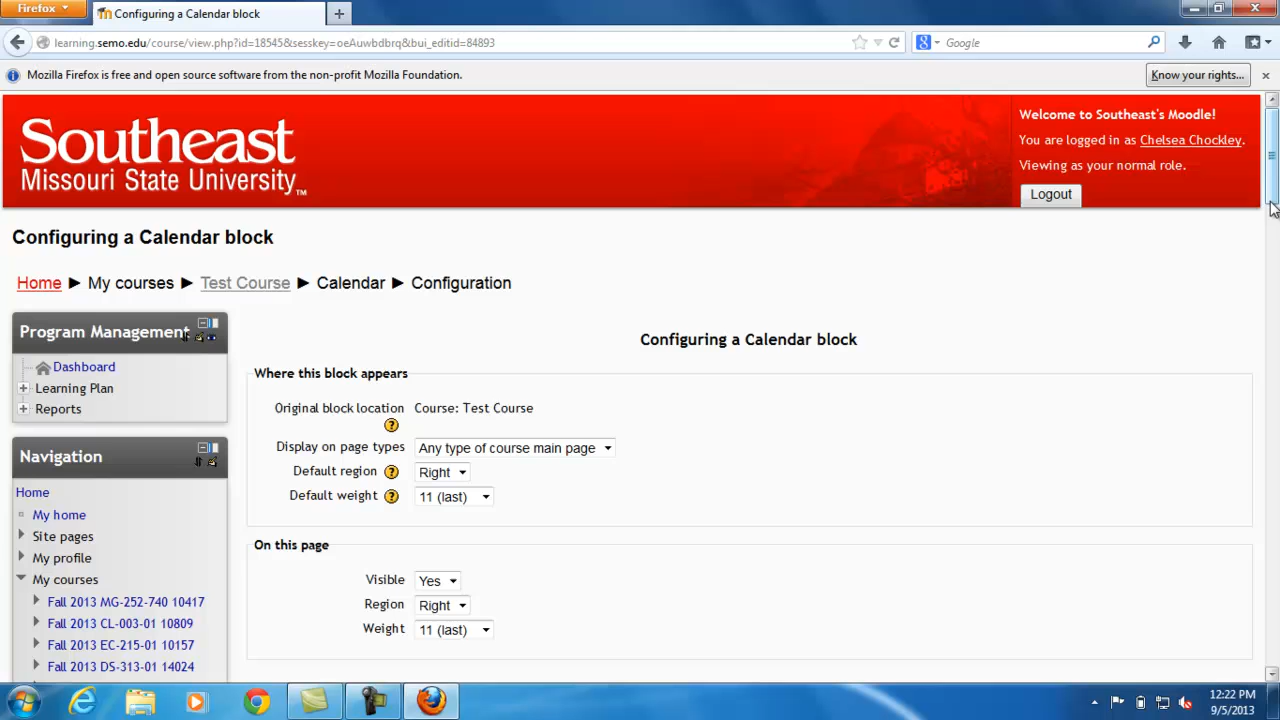 Firefox
Configuring a Calendar block
learning.semo.edu/course/view.php?id=18545&sesskey=oeAuwbdbrq&bui_editid=84893
Google
Mozilla Firefox is free and open source software from the non-profit Mozilla Foundation.
Know your rights...
Southeast
Missouri State University™
Welcome to Southeast's Moodle!
You are logged in as Chelsea Chockley.
Viewing as your normal role.
Logout
Configuring a Calendar block
Home ► My courses ► Test Course ► Calendar ► Configuration
Program Management
Dashboard
Learning Plan
Reports
Navigation
Home
My home
Site pages
My profile
My courses
Fall 2013 MG-252-740 10417
Fall 2013 CL-003-01 10809
Fall 2013 EC-215-01 10157
Fall 2013 DS-313-01 14024
Configuring a Calendar block
Where this block appears
Original block location Course: Test Course
Display on page types Any type of course main page
Default region Right
Default weight 11 (last)
On this page
Visible Yes
Region Right
Weight 11 (last)
12:22 PM
9/5/2013